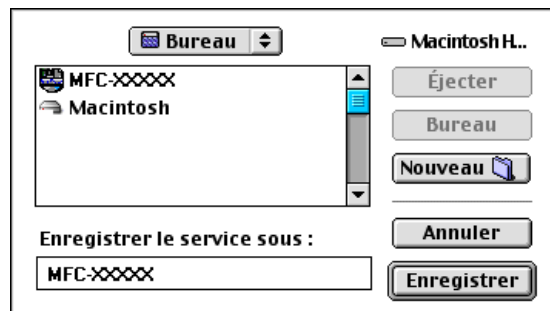 Bureau
Macintosh H...
MFC-XXXXX
Macintosh
Éjecter
Bureau
Nouveau
Enregistrer le service sous :
MFC-XXXXX
Annuler
Enregistrer